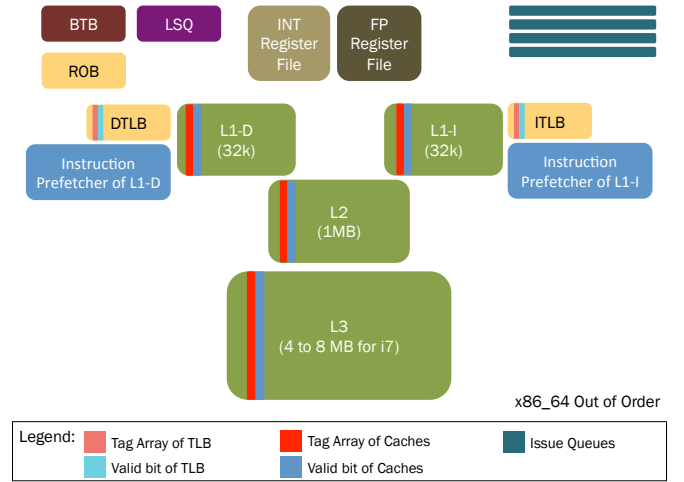 BTB
LSQ
ROB
INT
Register
File
FP
Register
File
DTLB
L1-D
(32k)
L1-I
(32k)
ITLB
Instruction
Prefetcher of L1-D
Instruction
Prefetcher of L1-I
L2
(1MB)
L3
(4 to 8 MB for i7)
x86_64 Out of Order
Legend:
Tag Array of TLB
Tag Array of Caches
Issue Queues
Valid bit of TLB
Valid bit of Caches